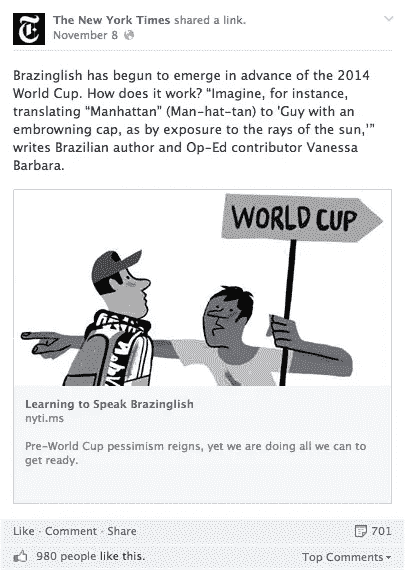 The New York Times shared a link.
November 8
Brazinglish has begun to emerge in advance of the 2014
World Cup. How does it work? “Imagine, for instance,
translating “Manhattan” (Man-hat-tan) to ’Guy with an
embrowning cap, as by exposure to the rays of the sun,’”
writes Brazilian author and Op-Ed contributor Vanessa
Barbara.
WORLD CUP
Learning to Speak Brazinglish
nyti.ms
Pre-World Cup pessimism reigns, yet we are doing all we can to
get ready.
Like · Comment · Share 701
980 people like this. Top Comments